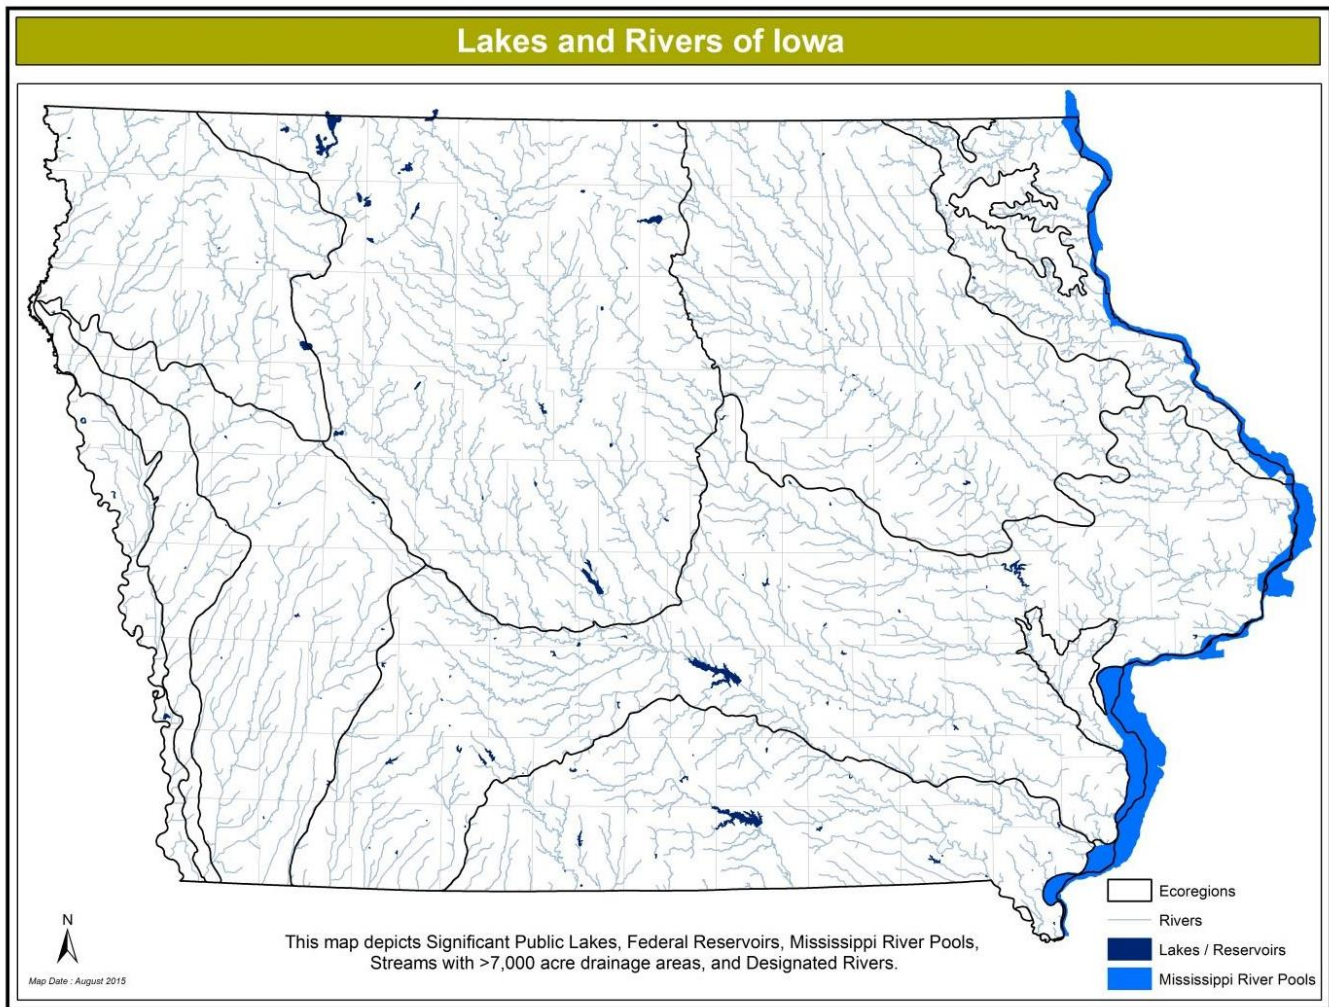 Lakes and Rivers of Iowa
Ecoregions
Rivers
Lakes / Reservoirs
Mississippi River Pools
N
This map depicts Significant Public Lakes, Federal Reservoirs, Mississippi River Pools,
Streams with >7,000 acre drainage areas, and Designated Rivers.
Map Date : August 2015